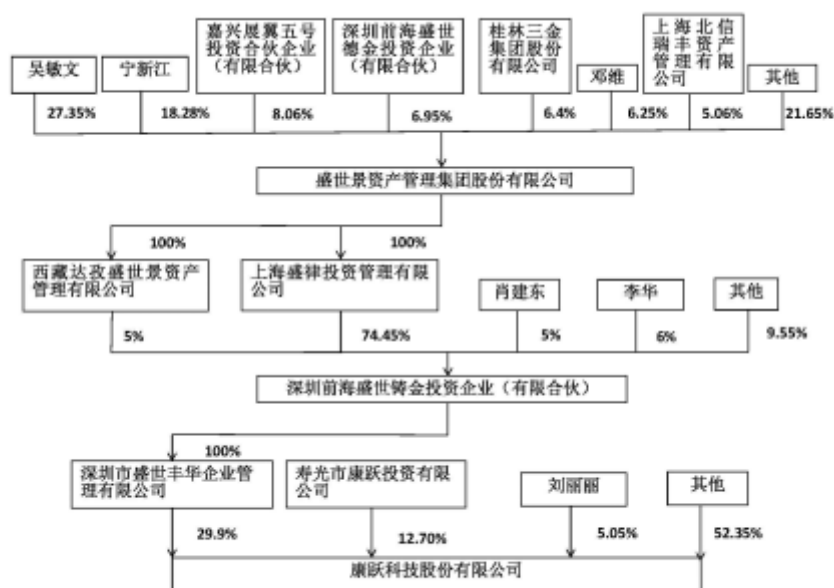 吴敏文
宁新江
嘉兴展翼五号
投资合伙企业
(有限合伙)
深圳前海盛世
德金投资企业
(有限合伙)
桂林三金
集团股份
有限公司
邓维
上海北信
瑞丰资产
管理有限
公司
其他
27.35%
18.28%
8.06%
6.95%
6.4%
6.25%
5.06%
21.65%
盛世景资产管理集团股份有限公司
100%
100%
西藏达孜盛世景资产
管理有限公司
上海盛律投资管理有限
公司
肖建东
李华
其他
5%
74.45%
5%
6%
9.55%
深圳前海盛世铸金投资企业(有限合伙)
100%
深圳市盛世丰华企业管
理有限公司
寿光市康跃投资有限
公司
刘丽丽
其他
29.9%
12.70%
5.05%
52.35%
康跃科技股份有限公司